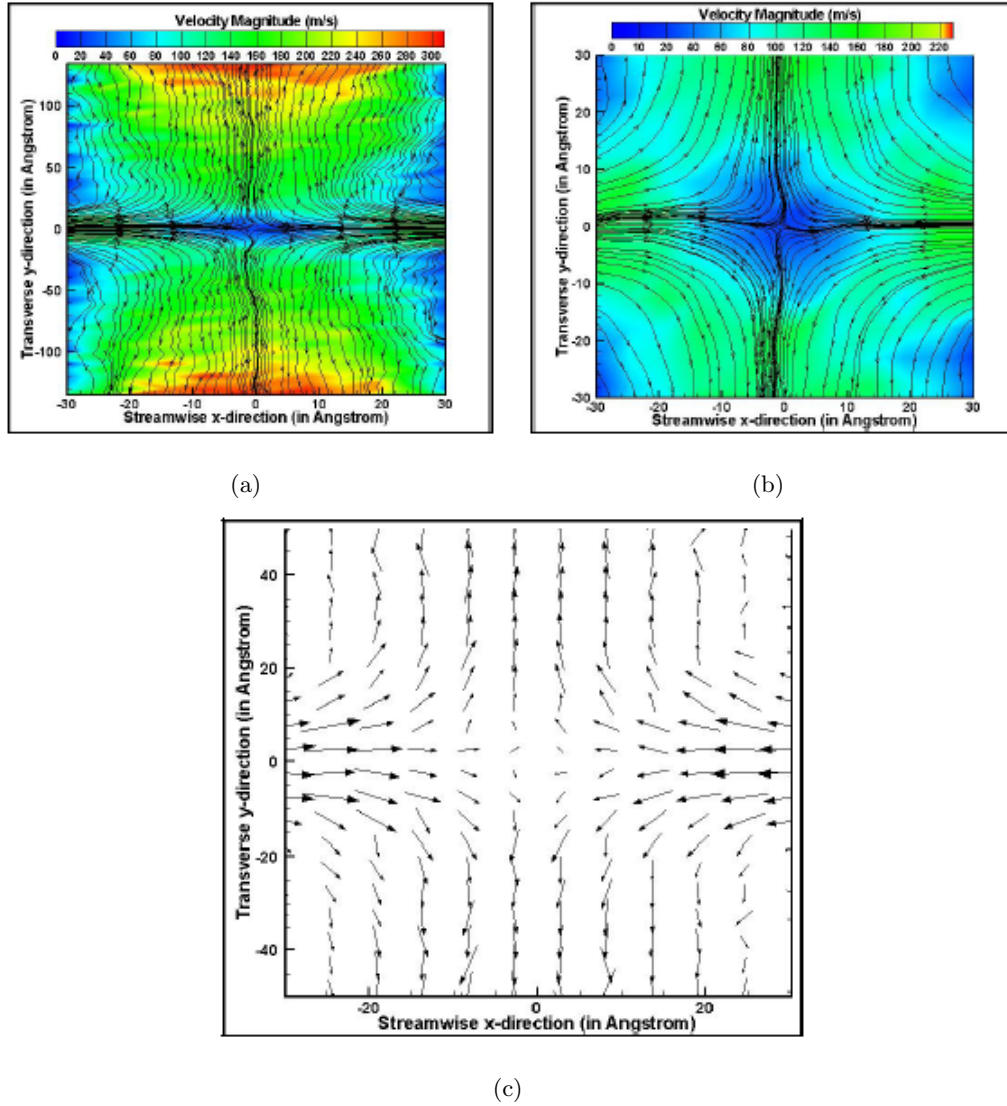 Velocity Magnitude (m/s)
0 20 40 60 80 100 120 140 160 180 200 220 240 260 280 300
Transverse y-direction (in Angstrom)
100
50
0
-50
-100
-30 -20 -10 0 10 20 30
Streamwise x-direction (in Angstrom)
(a)
Velocity Magnitude (m/s)
0 20 40 60 80 100 120 140 160 180 200 220
Transverse y-direction (in Angstrom)
30
20
10
0
-10
-20
-30
-30 -20 -10 0 10 20 30
Streamwise x-direction (in Angstrom)
(b)
Transverse y-direction (in Angstrom)
40
20
0
-20
-40
-20 0 20
Streamwise x-direction (in Angstrom)
(c)